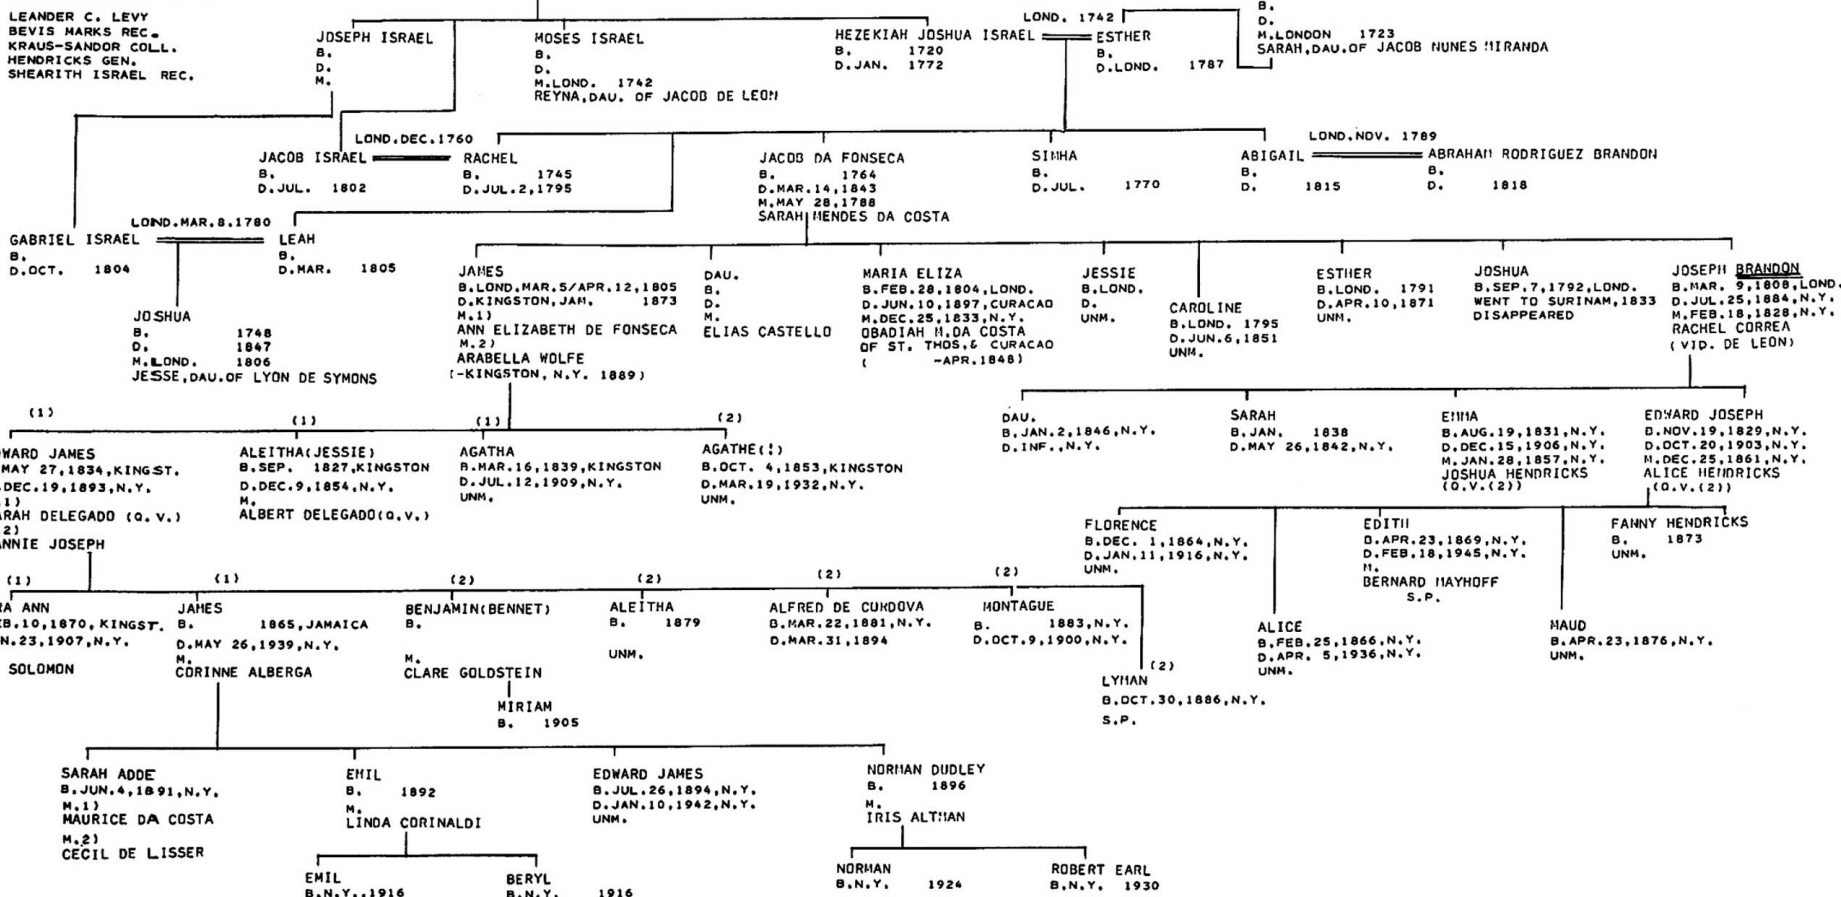 LEANDER C. LEVY
BEVIS MARKS REC.
KRAUS-SANDOR COLL.
HENDRICKS GEN.
SHEARITH ISRAEL REC.
JOSEPH ISRAEL
B.
D.
M.
MOSES ISRAEL
B.
D.
M.LOND. 1742
REYNA,DAU. OF JACOB DE LEON
HEZEKIAH JOSHUA ISRAEL
B. 1720
D.JAN. 1772
LOND. 1742
ESTHER
B.
D.LOND. 1787
B.
D.
M.LONDON 1723
SARAH,DAU.OF JACOB NUNES MIRANDA
LOND.DEC.1760
JACOB ISRAEL
B.
D.JUL. 1802
RACHEL
B. 1745
D.JUL.2,1795
JACOB DA FONSECA
B. 1764
D.MAR.14,1843
M.MAY 28,1788
SARAH MENDES DA COSTA
SIMHA
B.
D.JUL. 1770
LOND.NOV. 1789
ABIGAIL
B.
D. 1815
ABRAHAM RODRIGUEZ BRANDON
B.
D. 1818
LOND.MAR.8.1780
GABRIEL ISRAEL
B.
D.OCT. 1804
LEAH
B.
D.MAR. 1805
JOSHUA
B. 1748
D. 1847
M.LOND. 1806
JESSE,DAU.OF LYON DE SYMONS
JAMES
B.LOND.MAR.5/APR.12,1805
D.KINGSTON,JAM. 1873
M.1)
ANN ELIZABETH DE FONSECA
M.2)
ARABELLA WOLFE
(-KINGSTON, N.Y. 1889)
DAU.
B.
D.
M.
ELIAS CASTELLO
MARIA ELIZA
B.FEB.28,1804,LOND.
D.JUN.10,1897,CURACAO
M.DEC.25,1833,N.Y.
OBADIAH M.DA COSTA
OF ST. THOS,& CURACAO
( -APR.1848)
JESSIE
B.LOND.
D.
UNM.
CAROLINE
B.LOND. 1795
D.JUN.6,1851
UNM.
ESTHER
B.LOND. 1791
D.APR.10,1871
UNM.
JOSHUA
B.SEP.7,1792,LOND.
WENT TO SURINAM,1833
DISAPPEARED
JOSEPH BRANDON
B.MAR. 9,1808,LOND.
D.JUL.25,1884,N.Y.
M.FEB.18,1828,N.Y.
RACHEL CORREA
(VID. DE LEON)
(1)
WARD JAMES
MAY 27,1834,KINGST.
DEC.19,1893,N.Y.
1)
RAH DELEGADO (Q.V.)
2)
ANNIE JOSEPH
(1)
ALEITHA(JESSIE)
B.SEP. 1827,KINGSTON
D.DEC.9,1854,N.Y.
M.
ALBERT DELEGADO(Q.V.)
(1)
AGATHA
B.MAR.16,1839,KINGSTON
D.JUL.12,1909,N.Y.
UNM.
(2)
AGATHE(!)
B.OCT. 4,1853,KINGSTON
D.MAR.19,1932,N.Y.
UNM.
DAU.
B.JAN.2,1846,N.Y.
D.INF.,N.Y.
SARAH
B.JAN. 1838
D.MAY 26,1842,N.Y.
EMMA
B.AUG.19,1831,N.Y.
D.DEC.15,1906,N.Y.
M.JAN.28,1857,N.Y.
JOSHUA HENDRICKS
(Q.V.(2))
EDWARD JOSEPH
B.NOV.19,1829,N.Y.
D.OCT.20,1903,N.Y.
M.DEC.25,1861,N.Y.
ALICE HENDRICKS
(Q.V.(2))
FLORENCE
B.DEC. 1,1864,N.Y.
D.JAN.11,1916,N.Y.
UNM.
EDITH
B.APR.23,1869,N.Y.
D.FEB.18,1945,N.Y.
M.
BERNARD MAYHOFF
S.P.
FANNY HENDRICKS
B. 1873
UNM.
ALICE
B.FEB.25,1866,N.Y.
D.APR. 5,1936,N.Y.
UNM.
MAUD
B.APR.23,1876,N.Y.
UNM.
(1)
RA ANN
EB.10,1870, KINGST.
N.23,1907,N.Y.
SOLOMON
(1)
JAMES
B. 1865,JAMAICA
D.MAY 26,1939,N.Y.
M.
CORINNE ALBERGA
(2)
BENJAMIN(BENNET)
B.
M.
CLARE GOLDSTEIN
MIRIAM
B. 1905
(2)
ALEITHA
B. 1879
UNM.
(2)
ALFRED DE CORDOVA
B.MAR.22,1881,N.Y.
D.MAR.31,1894
(2)
MONTAGUE
B. 1883,N.Y.
D.OCT.9,1900,N.Y.
(2)
LYMAN
B.OCT.30,1886,N.Y.
S.P.
SARAH ADDE
B.JUN.4,1891,N.Y.
M.1)
MAURICE DA COSTA
M.2)
CECIL DE LISSER
EMIL
B. 1892
M.
LINDA CORINALDI
EDWARD JAMES
B.JUL.26,1894,N.Y.
D.JAN.10,1942,N.Y.
UNM.
NORMAN DUDLEY
B. 1896
M.
IRIS ALTMAN
EMIL
B.N.Y..1916
BERYL
B.N.Y. 1916
NORMAN
B.N.Y. 1924
ROBERT EARL
B.N.Y. 1930